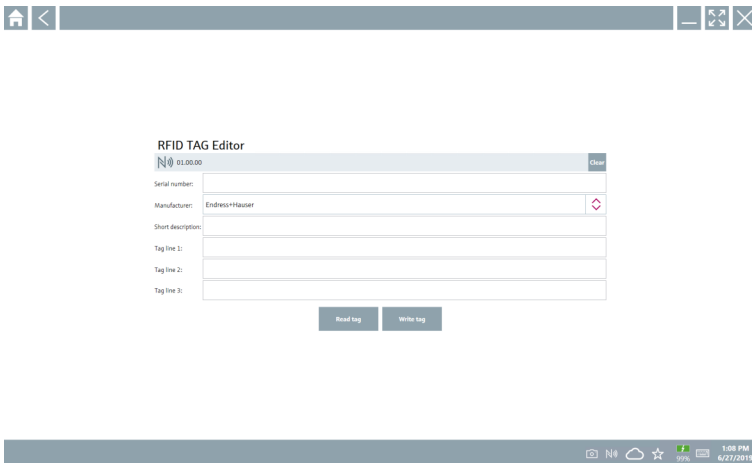 RFID TAG Editor
01.00.00
Clear
Serial number:
Manufacturer: Endress+Hauser
Short description:
Tag line 1:
Tag line 2:
Tag line 3:
Read tag Write tag
99% 1:08 PM
6/27/2019